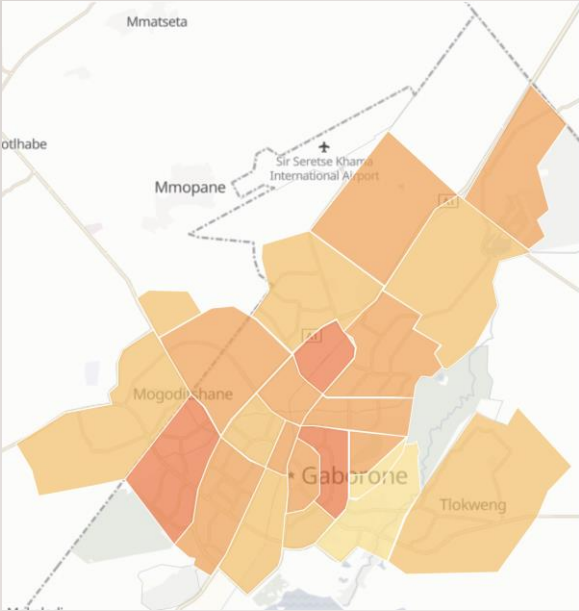 Mmatseta
otlhabe
Sir Seretse Khama
International Airport
Mmopane
A1
A1
Mogoditshane
Gaborone
Tlokweng